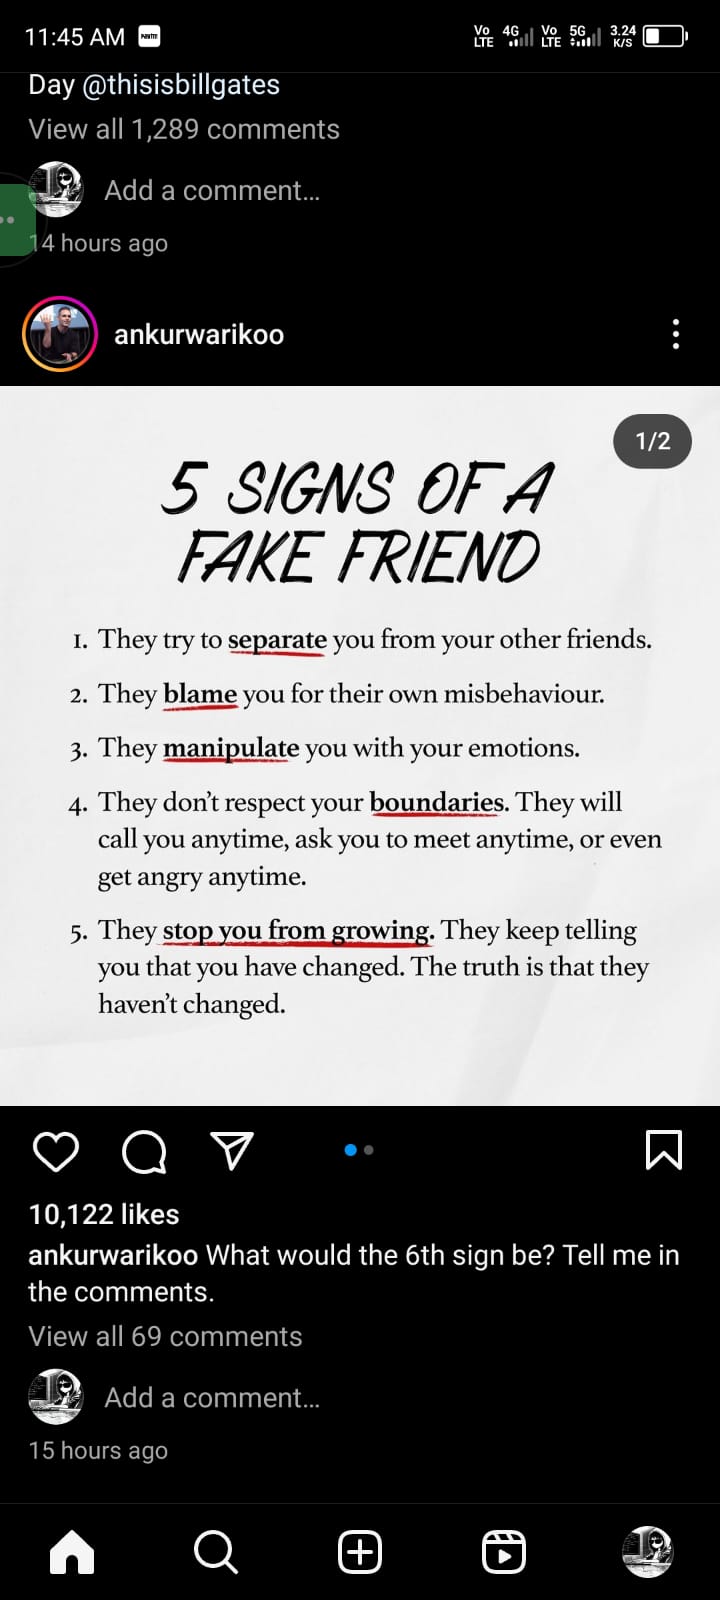 11:45 AM Paytm Vo LTE 4G Vo LTE 5G 3.24 K/S
Day @thisisbillgates
View all 1,289 comments
Add a comment...
14 hours ago
ankurwarikoo
1/2
5 SIGNS OF A
FAKE FRIEND
1. They try to separate you from your other friends.
2. They blame you for their own misbehaviour.
3. They manipulate you with your emotions.
4. They don't respect your boundaries. They will
call you anytime, ask you to meet anytime, or even
get angry anytime.
5. They stop you from growing. They keep telling
you that you have changed. The truth is that they
haven't changed.
10,122 likes
ankurwarikoo What would the 6th sign be? Tell me in
the comments.
View all 69 comments
Add a comment...
15 hours ago